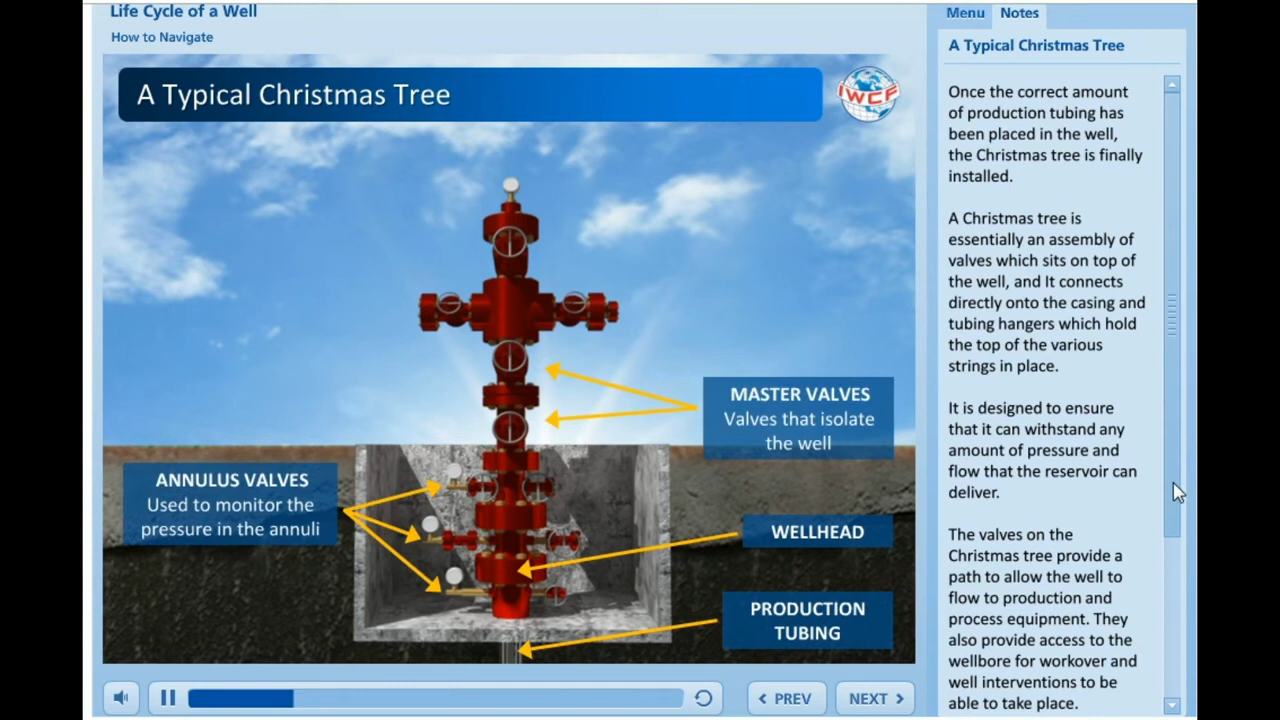 Life Cycle of a Well
How to Navigate
Menu Notes
A Typical Christmas Tree
IWCF
MASTER VALVES
Valves that isolate
the well
ANNULUS VALVES
Used to monitor the
pressure in the annuli
WELLHEAD
PRODUCTION
TUBING
PREV
NEXT
A Typical Christmas Tree
Once the correct amount
of production tubing has
been placed in the well,
the Christmas tree is finally
installed.
A Christmas tree is
essentially an assembly of
valves which sits on top of
the well, and It connects
directly onto the casing and
tubing hangers which hold
the top of the various
strings in place.
It is designed to ensure
that it can withstand any
amount of pressure and
flow that the reservoir can
deliver.
The valves on the
Christmas tree provide a
path to allow the well to
flow to production and
process equipment. They
also provide access to the
wellbore for workover and
well interventions to be
able to take place.